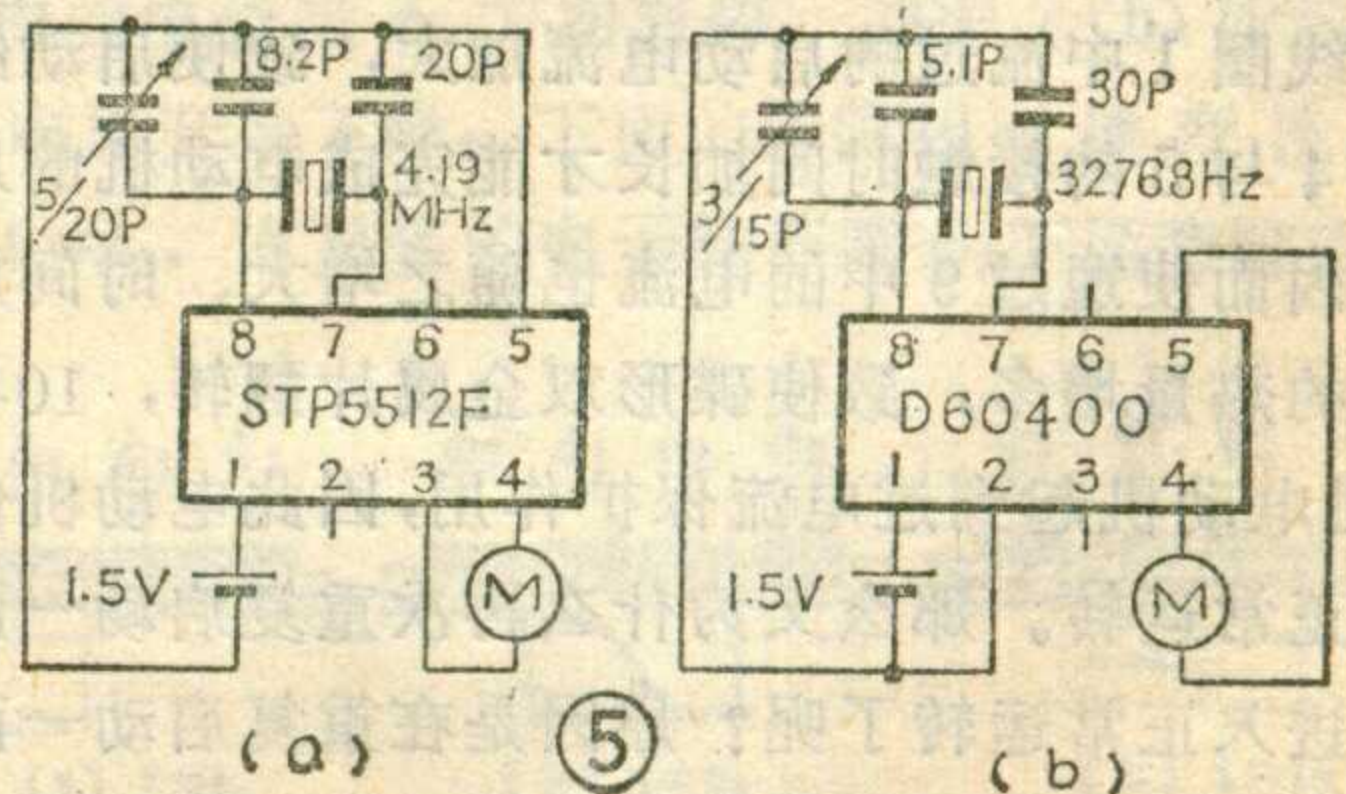 8.2P
20P
5/20P
4.19
MHz
8 7 6 5
STP5512F
1 2 3 4
1.5V
M
(a)
5.1P
30P
3/15P
32768Hz
8 7 6 5
D60400
1 2 3 4
1.5V
M
(b)
⑤